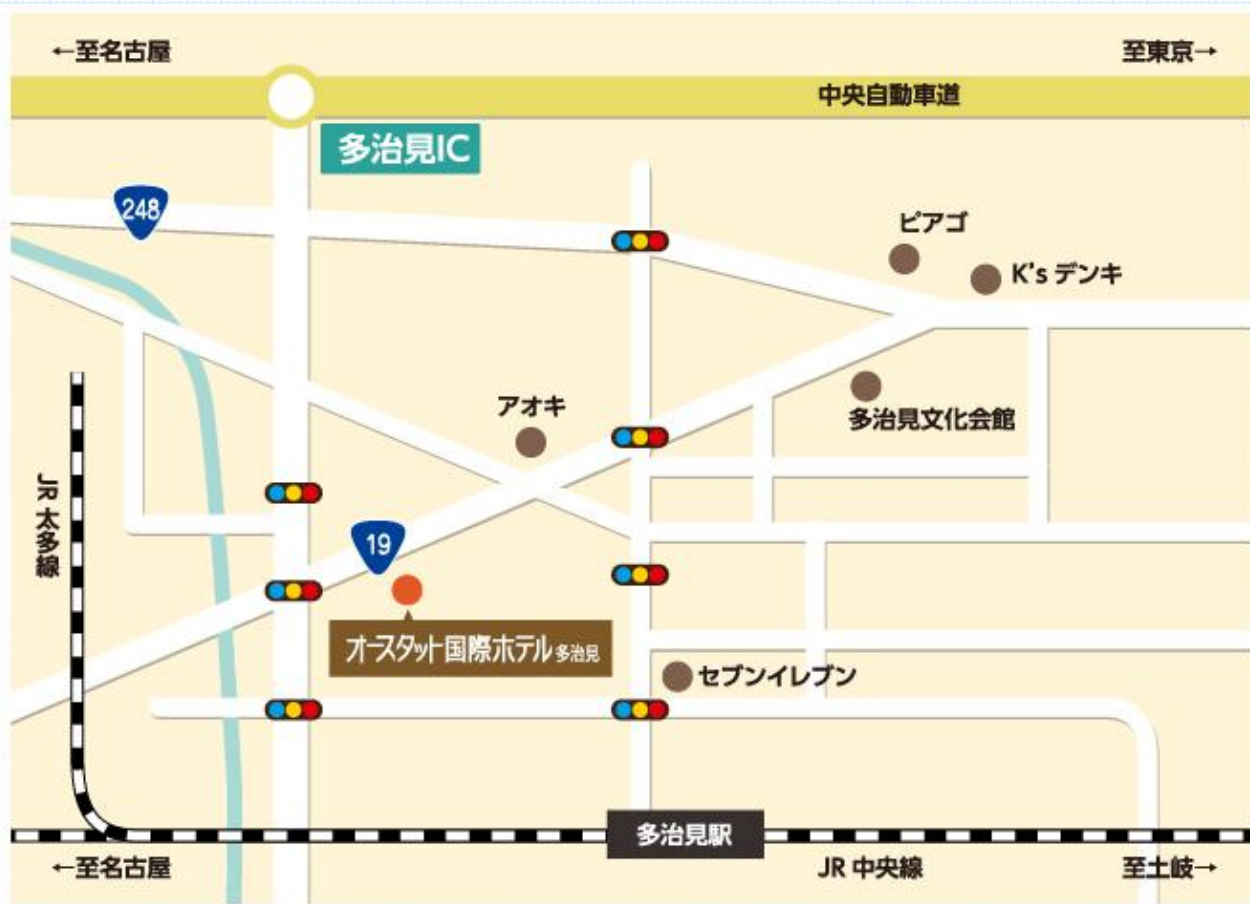 ←至名古屋
至東京→
中央自動車道
多治見IC
248
ピアゴ
K's デンキ
アオキ
多治見文化会館
JR 太多線
19
オースタット国際ホテル 多治見
セブンイレブン
多治見駅
←至名古屋
JR 中央線
至土岐→